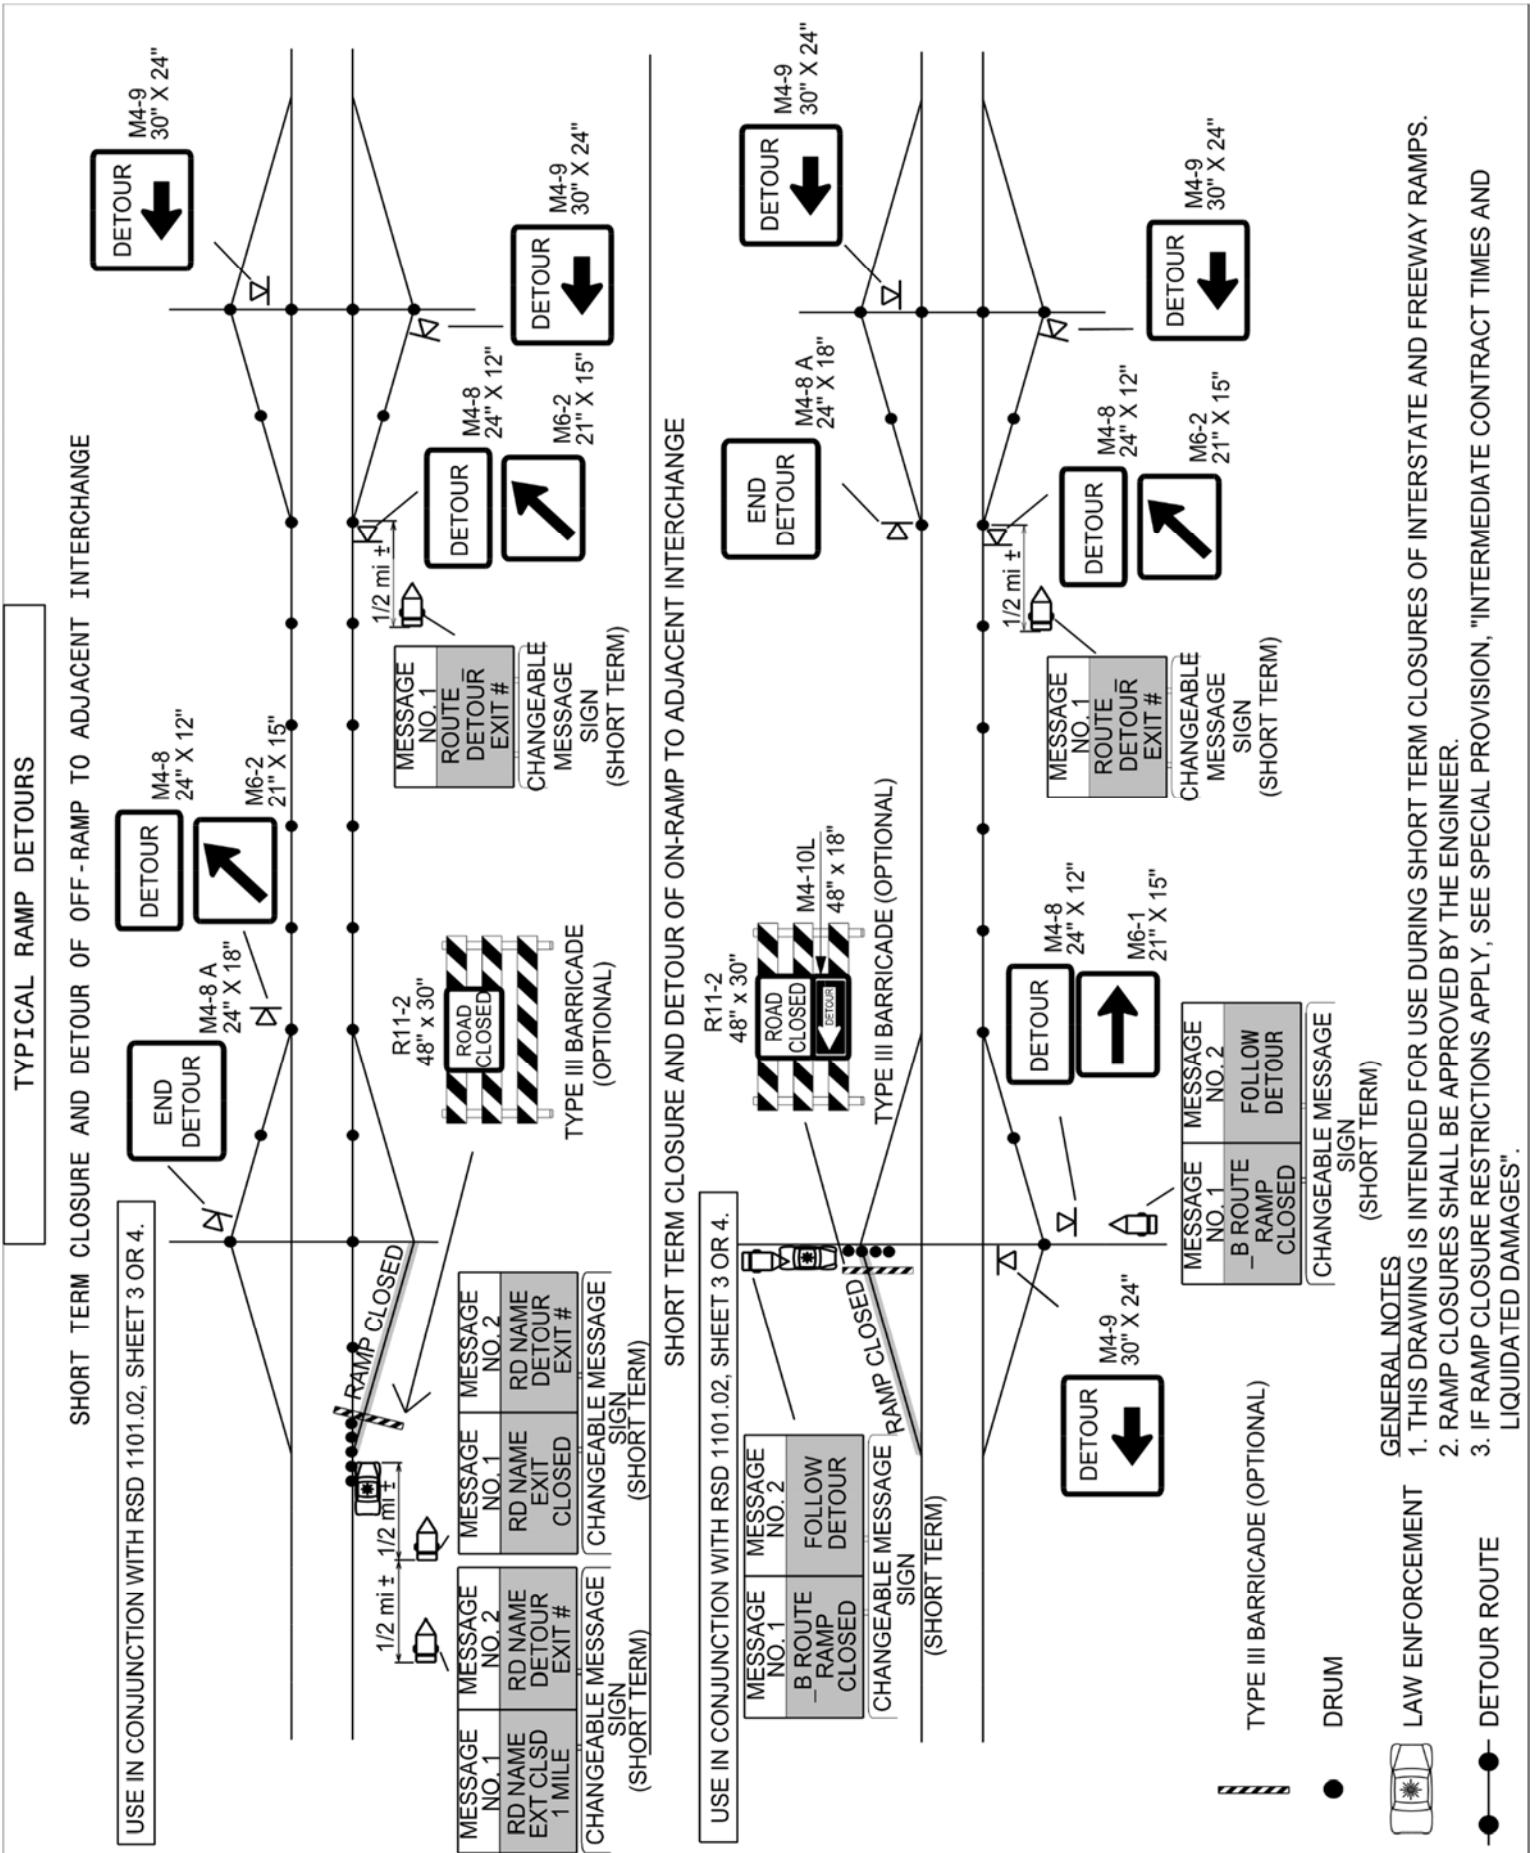 TYPICAL RAMP DETOURS
SHORT TERM CLOSURE AND DETOUR OF OFF-RAMP TO ADJACENT INTERCHANGE
USE IN CONJUNCTION WITH RSD 1101.02, SHEET 3 OR 4.
END
DETOUR
M4-8 A
24" X 18"
DETOUR
M4-8
24" X 12"
M6-2
21" X 15"
DETOUR
M4-9
30" X 24"
RAMP CLOSED
1/2 mi ±
1/2 mi ±
MESSAGE
NO. 1
RD NAME
EXT CLSD
1 MILE
MESSAGE
NO. 2
RD NAME
DETOUR
EXIT #
CHANGEABLE MESSAGE
SIGN
(SHORT TERM)
MESSAGE
NO. 1
RD NAME
EXIT
CLOSED
MESSAGE
NO. 2
RD NAME
DETOUR
EXIT #
CHANGEABLE MESSAGE
SIGN
(SHORT TERM)
R11-2
48" x 30"
ROAD
CLOSED
TYPE III BARRICADE
(OPTIONAL)
1/2 mi ±
MESSAGE
NO. 1
ROUTE _
DETOUR
EXIT #
CHANGEABLE
MESSAGE
SIGN
(SHORT TERM)
DETOUR
M4-8
24" X 12"
M6-2
21" X 15"
DETOUR
M4-9
30" X 24"
SHORT TERM CLOSURE AND DETOUR OF ON-RAMP TO ADJACENT INTERCHANGE
USE IN CONJUNCTION WITH RSD 1101.02, SHEET 3 OR 4.
MESSAGE
NO. 1
_B ROUTE _
RAMP
CLOSED
MESSAGE
NO. 2
FOLLOW
DETOUR
CHANGEABLE MESSAGE
SIGN
(SHORT TERM)
RAMP CLOSED
R11-2
48" x 30"
ROAD
CLOSED
DETOUR
M4-10L
48" x 18"
TYPE III BARRICADE (OPTIONAL)
END
DETOUR
M4-8 A
24" X 18"
DETOUR
M4-9
30" X 24"
DETOUR
M4-9
30" X 24"
MESSAGE
NO. 1
_B ROUTE _
RAMP
CLOSED
MESSAGE
NO. 2
FOLLOW
DETOUR
CHANGEABLE MESSAGE
SIGN
(SHORT TERM)
DETOUR
M4-8
24" X 12"
M6-1
21" X 15"
1/2 mi ±
MESSAGE
NO. 1
ROUTE _
DETOUR
EXIT #
CHANGEABLE
MESSAGE
SIGN
(SHORT TERM)
DETOUR
M4-8
24" X 12"
M6-2
21" X 15"
DETOUR
M4-9
30" X 24"
TYPE III BARRICADE (OPTIONAL)
DRUM
LAW ENFORCEMENT
DETOUR ROUTE
GENERAL NOTES
1. THIS DRAWING IS INTENDED FOR USE DURING SHORT TERM CLOSURES OF INTERSTATE AND FREEWAY RAMPS.
2. RAMP CLOSURES SHALL BE APPROVED BY THE ENGINEER.
3. IF RAMP CLOSURE RESTRICTIONS APPLY, SEE SPECIAL PROVISION, "INTERMEDIATE CONTRACT TIMES AND
LIQUIDATED DAMAGES".